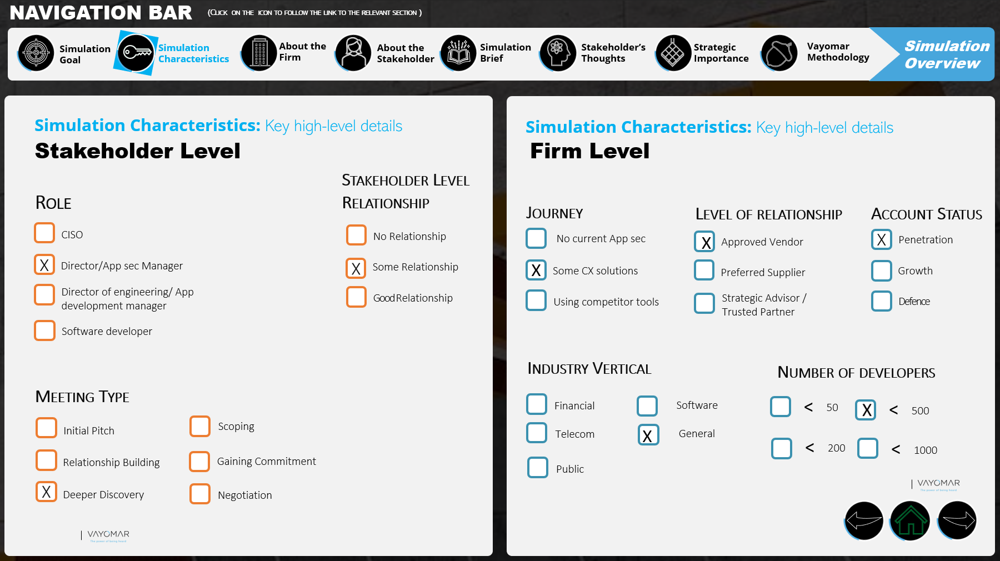 NAVIGATION BAR
(CLICK ON THE ICON TO FOLLOW THE LINK TO THE RELEVANT SECTION )
Simulation
Goal
Simulation
Characteristics
About the
Firm
About the
Stakeholder
Simulation
Brief
Stakeholder’s
Thoughts
Strategic
Importance
Vayomar
Methodology
Simulation
Overview
Simulation Characteristics: Key high-level details
Stakeholder Level
ROLE
CISO
X Director/App sec Manager
Director of engineering/ App
development manager
Software developer
STAKEHOLDER LEVEL
RELATIONSHIP
No Relationship
X Some Relationship
Good Relationship
MEETING TYPE
Initial Pitch
Relationship Building
X Deeper Discovery
Scoping
Gaining Commitment
Negotiation
VAYOMAR
The power of being heard
Simulation Characteristics: Key high-level details
Firm Level
JOURNEY
No current App sec
X Some CX solutions
Using competitor tools
LEVEL OF RELATIONSHIP
X Approved Vendor
Preferred Supplier
Strategic Advisor /
Trusted Partner
ACCOUNT STATUS
X Penetration
Growth
Defence
INDUSTRY VERTICAL
Financial
Telecom
Public
Software
X General
NUMBER OF DEVELOPERS
< 50
X < 500
< 200
< 1000
VAYOMAR
The power of being heard